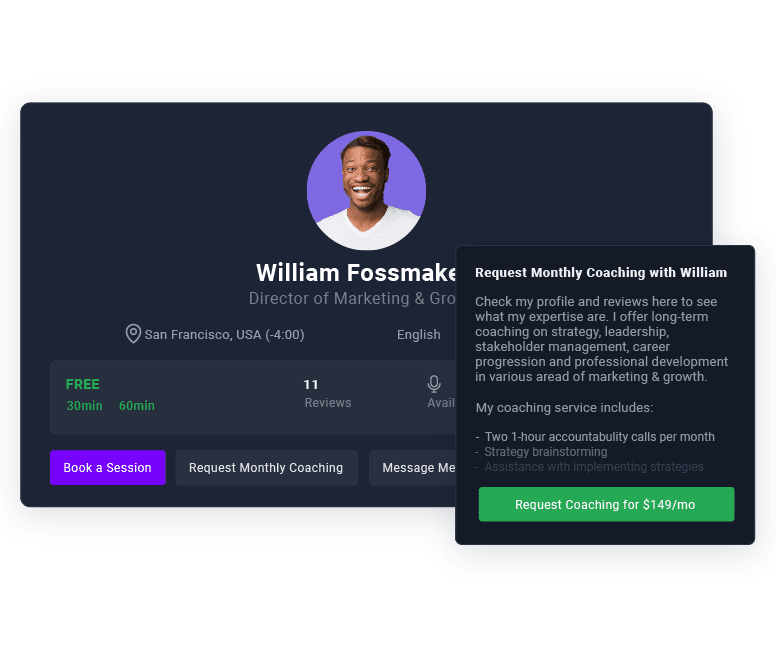 William Fossmake
Director of Marketing & Gro
San Francisco, USA (-4:00)
English
FREE
30min 60min
11
Reviews
Avail
Book a Session
Request Monthly Coaching
Message Me
Request Monthly Coaching with William
Check my profile and reviews here to see
what my expertise are. I offer long-term
coaching on strategy, leadership,
stakeholder management, career
progression and professional development
in various aread of marketing & growth.
My coaching service includes:
- Two 1-hour accountabulity calls per month
- Strategy brainstorming
- Assistance with implementing strategies
Request Coaching for $149/mo